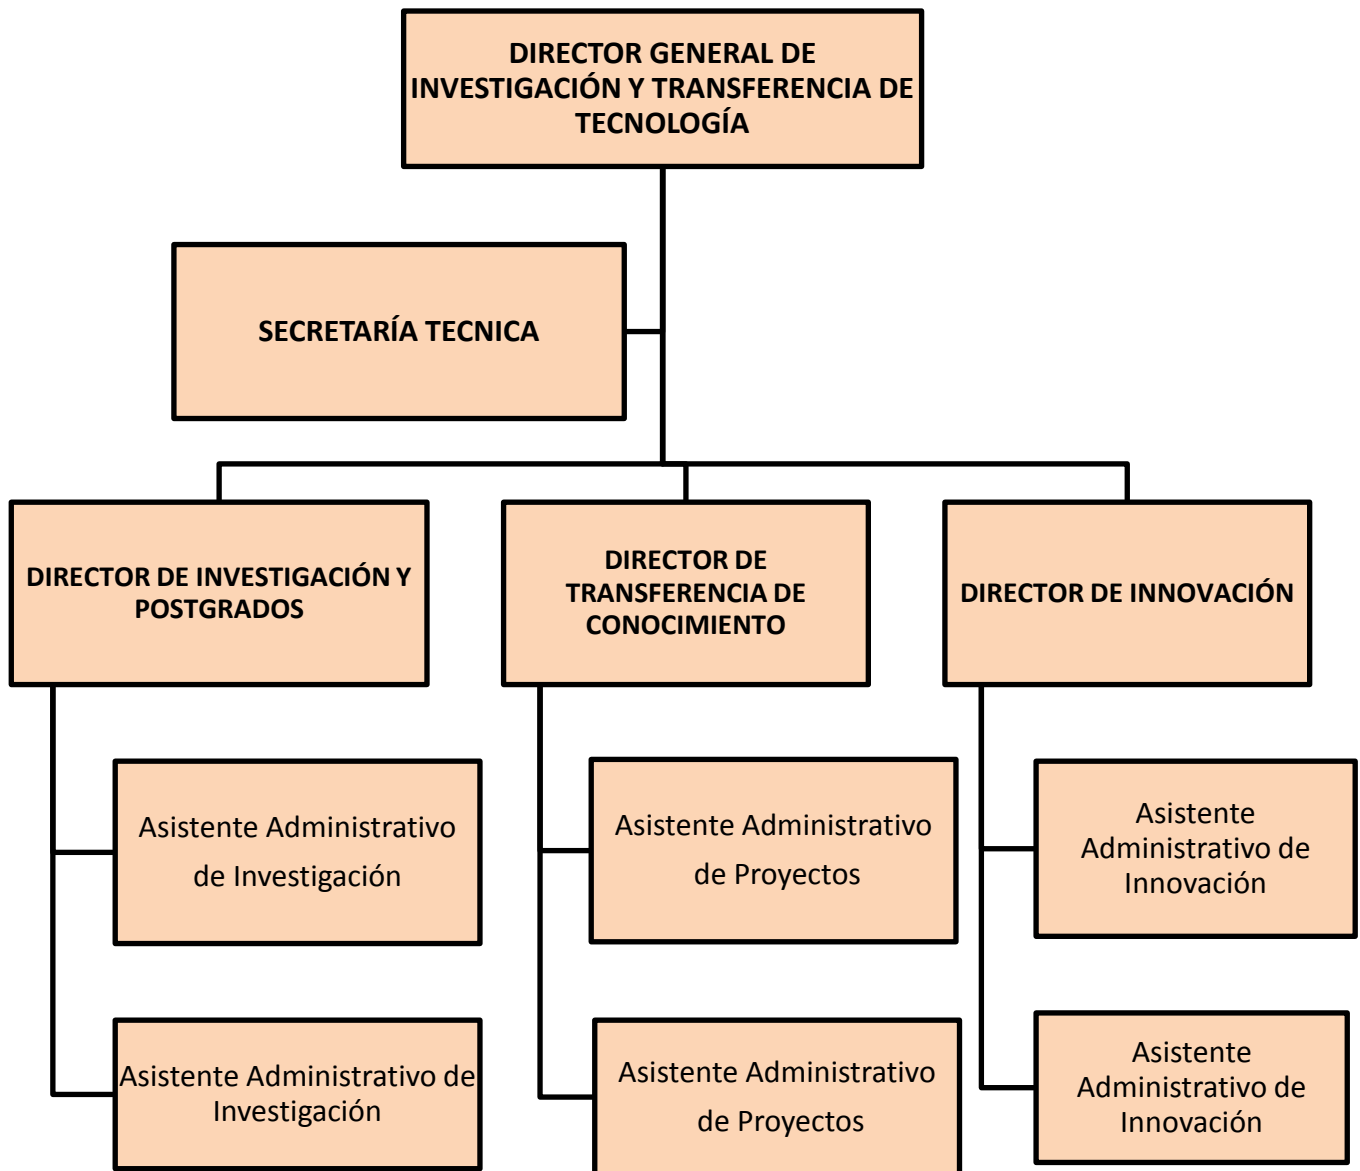 DIRECTOR GENERAL DE
INVESTIGACIÓN Y TRANSFERENCIA DE
TECNOLOGÍA
SECRETARÍA TECNICA
DIRECTOR DE INVESTIGACIÓN Y
POSTGRADOS
DIRECTOR DE
TRANSFERENCIA DE
CONOCIMIENTO
DIRECTOR DE INNOVACIÓN
Asistente Administrativo
de Investigación
Asistente Administrativo
de Proyectos
Asistente
Administrativo de
Innovación
Asistente Administrativo de
Investigación
Asistente Administrativo
de Proyectos
Asistente
Administrativo de
Innovación